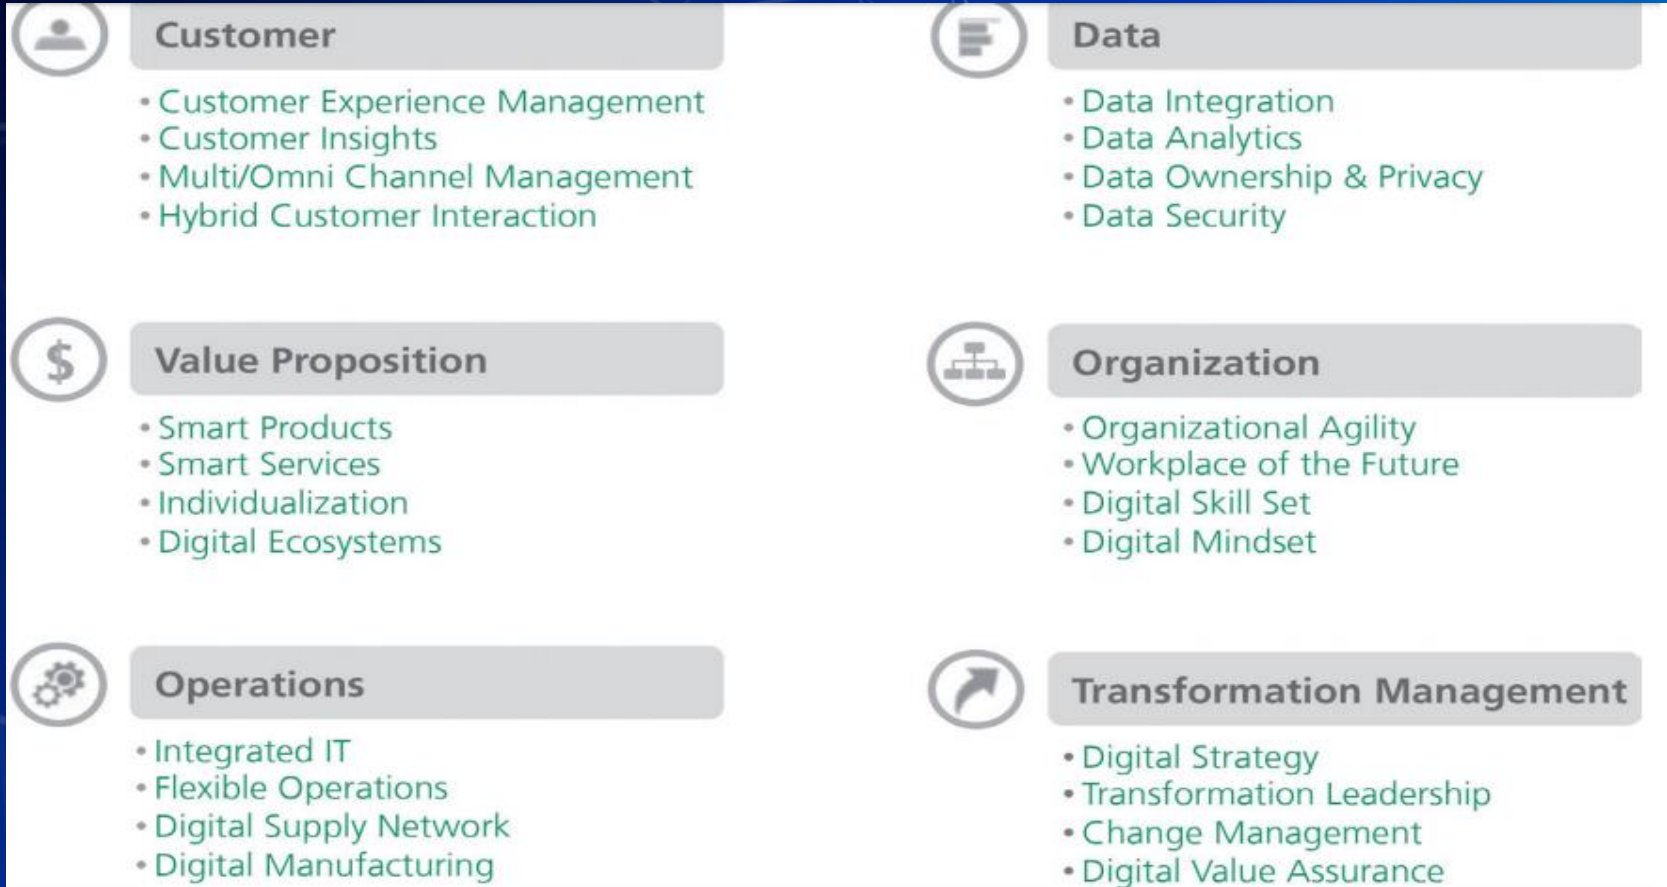 Customer
• Customer Experience Management
• Customer Insights
• Multi/Omni Channel Management
• Hybrid Customer Interaction
Data
• Data Integration
• Data Analytics
• Data Ownership & Privacy
• Data Security
$
Value Proposition
• Smart Products
• Smart Services
• Individualization
• Digital Ecosystems
Organization
• Organizational Agility
• Workplace of the Future
• Digital Skill Set
• Digital Mindset
Operations
• Integrated IT
• Flexible Operations
• Digital Supply Network
• Digital Manufacturing
Transformation Management
• Digital Strategy
• Transformation Leadership
• Change Management
• Digital Value Assurance